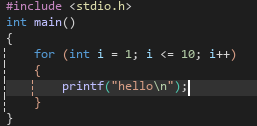 #include <stdio.h>
int main()
{
    for (int i = 1; i <= 10; i++)
    {
        printf("hello\n");
    }
}